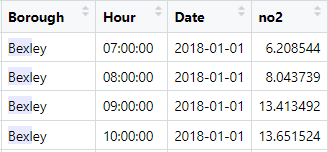 Borough Hour Date no2
Bexley 07:00:00 2018-01-01 6.208544
Bexley 08:00:00 2018-01-01 8.043739
Bexley 09:00:00 2018-01-01 13.413492
Bexley 10:00:00 2018-01-01 13.651524